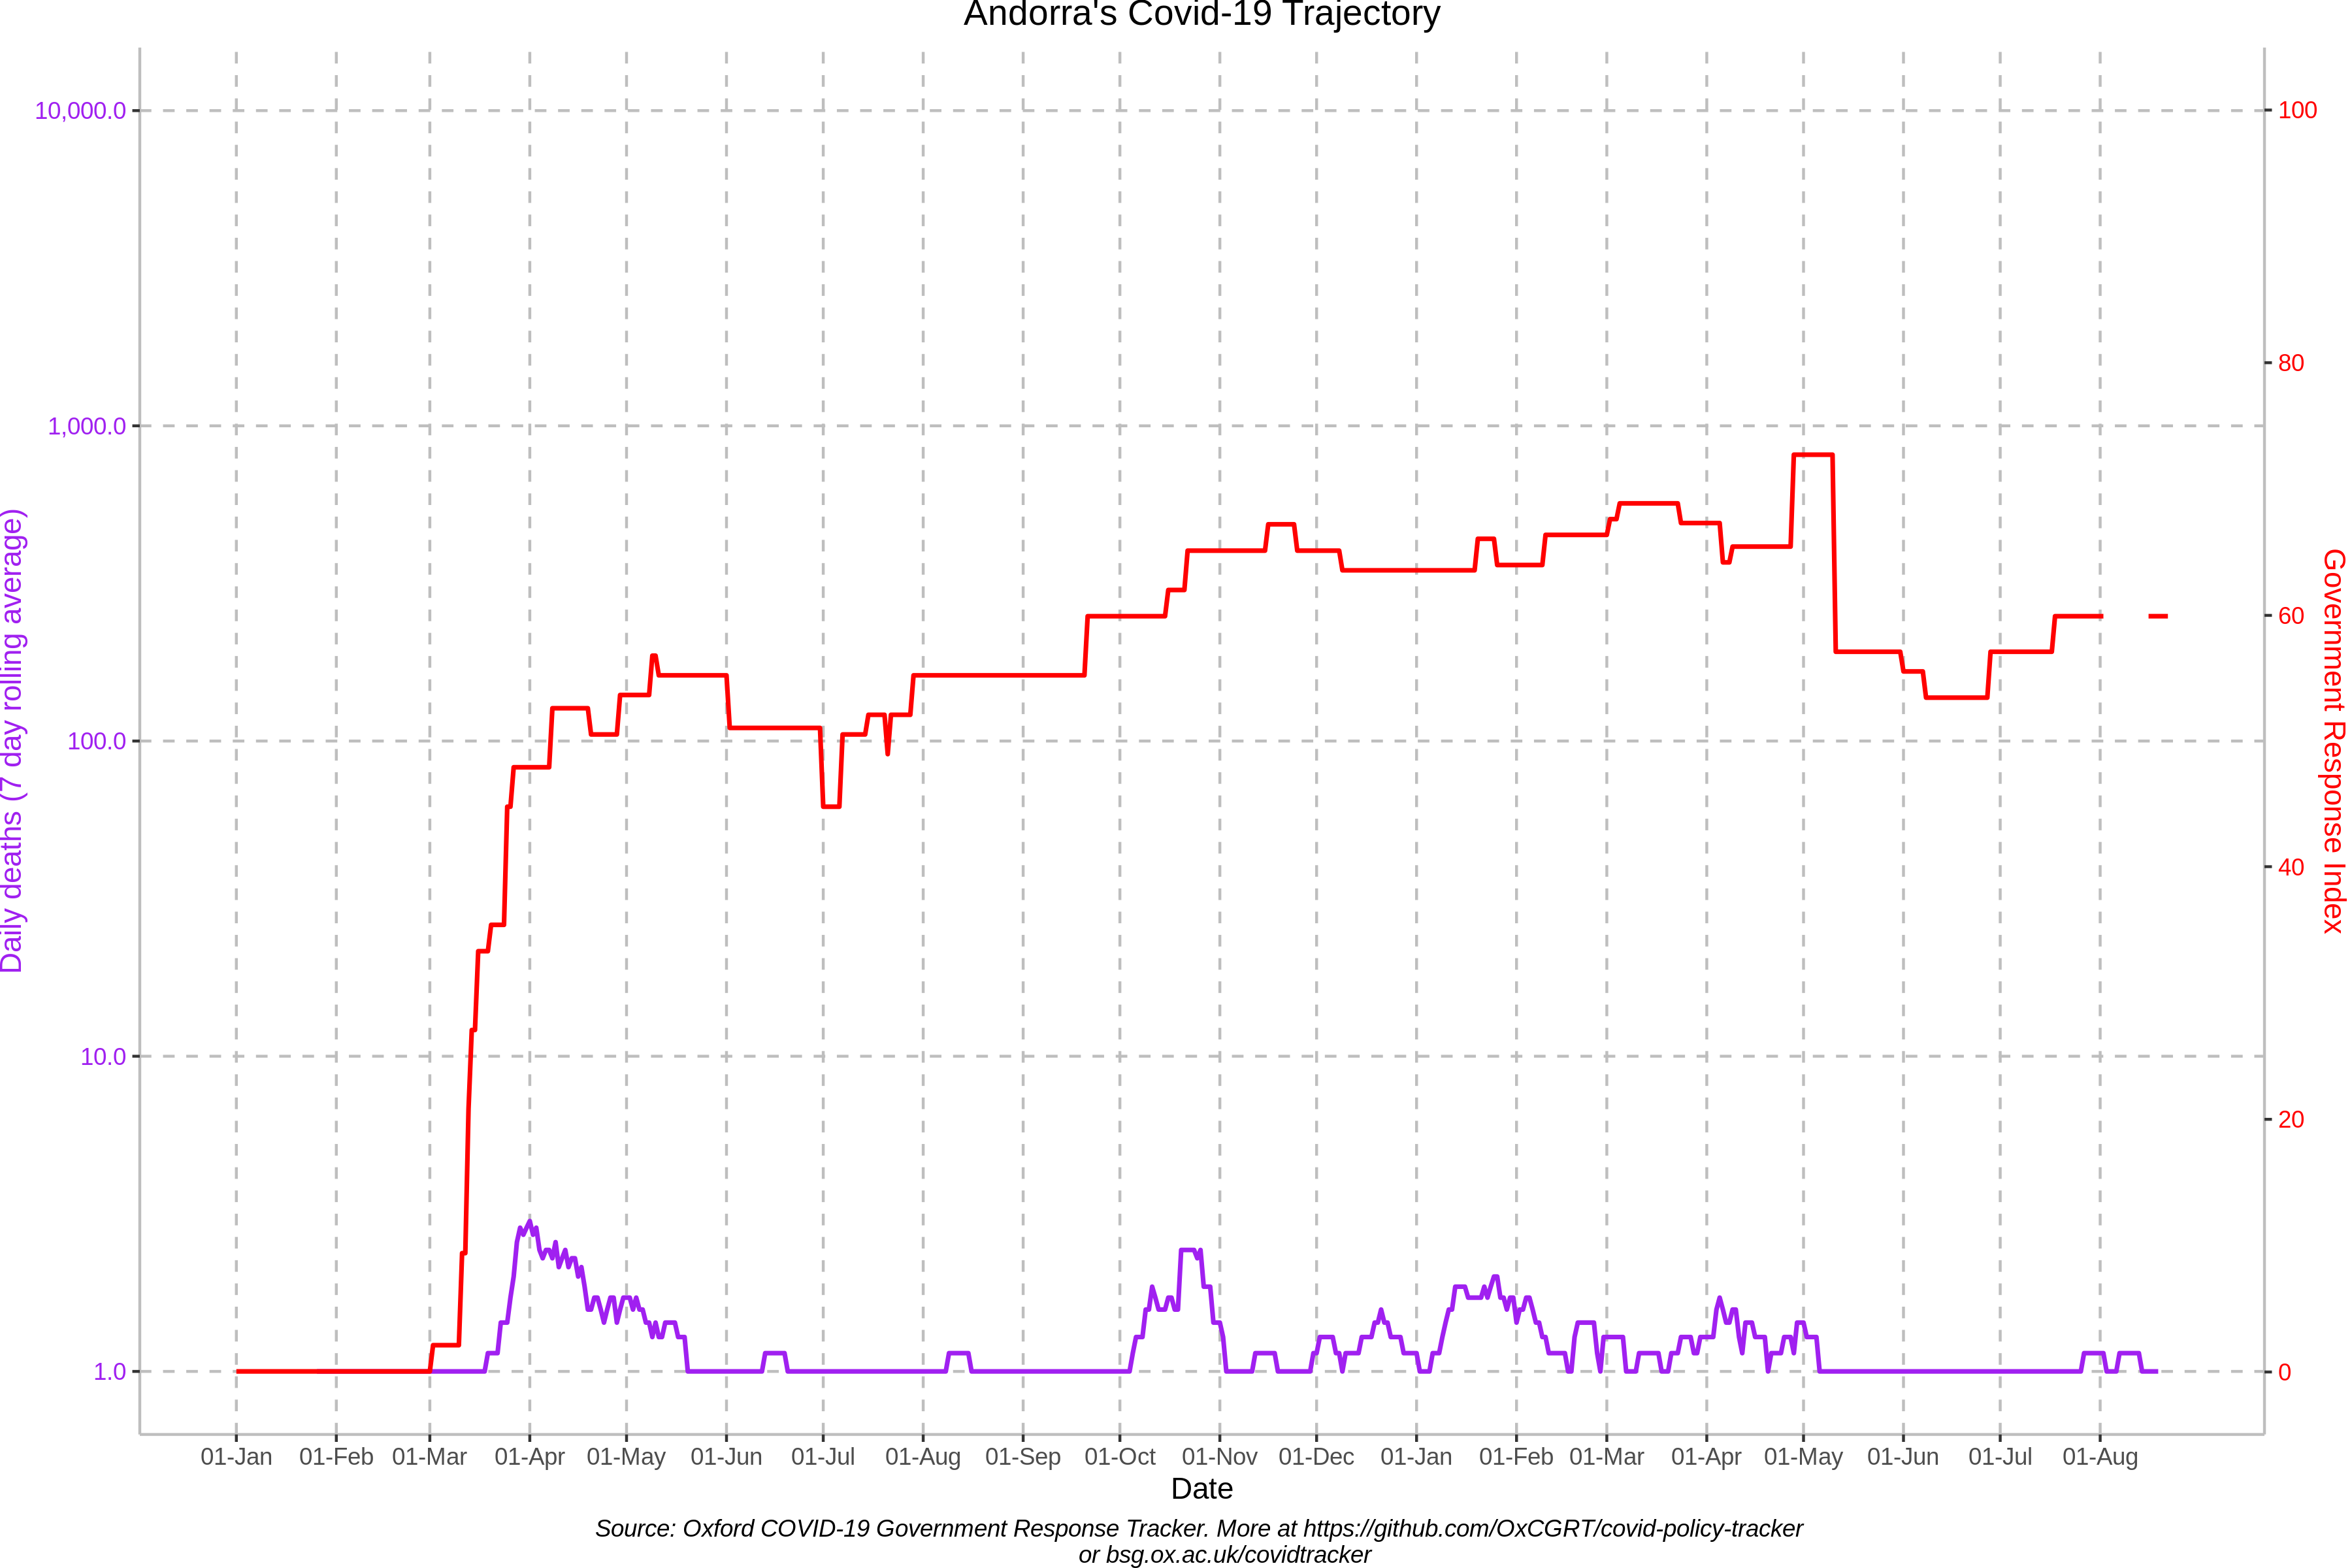 Andorra's Covid-19 Trajectory
10,000.0
1,000.0
100.0
10.0
1.0
Daily deaths (7 day rolling average)
100
80
60
40
20
0
Government Response Index
01-Jan 01-Feb 01-Mar 01-Apr 01-May 01-Jun 01-Jul 01-Aug 01-Sep 01-Oct 01-Nov 01-Dec 01-Jan 01-Feb 01-Mar 01-Apr 01-May 01-Jun 01-Jul 01-Aug
Date
Source: Oxford COVID-19 Government Response Tracker. More at https://github.com/OxCGRT/covid-policy-tracker
or bsg.ox.ac.uk/covidtracker